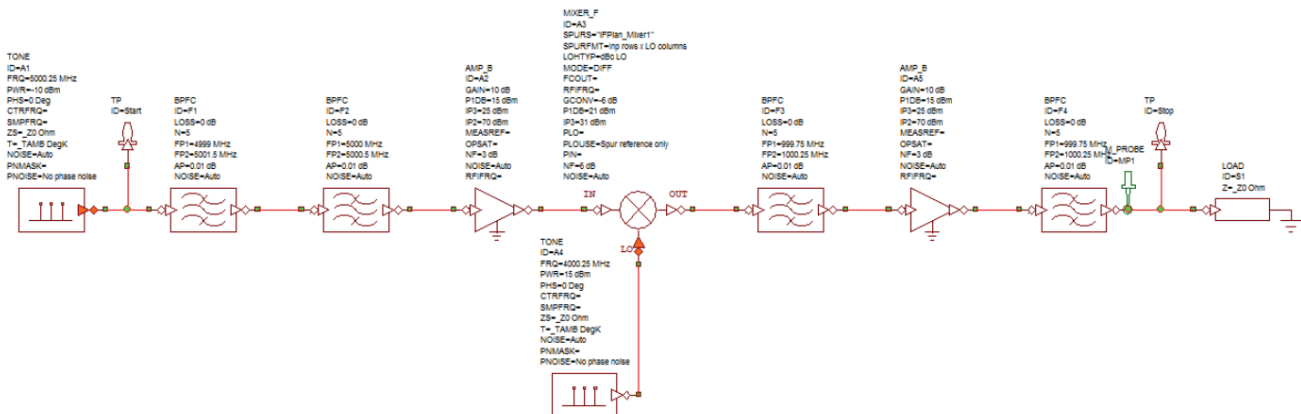 TONE
ID=A1
FRQ=5000.25 MHz
PWR=-10 dBm
PHS=0 Deg
CTRFRQ=
SMPFRQ=
ZS=_Z0 Ohm
T=_TAMB DegK
NOISE=Auto
PNMASK=
PNOISE=No phase noise
TP
ID=Start
BPFC
ID=F1
LOSS=0 dB
N=5
FP1=4999 MHz
FP2=5001.5 MHz
AP=0.01 dB
NOISE=Auto
BPFC
ID=F2
LOSS=0 dB
N=5
FP1=5000 MHz
FP2=5000.5 MHz
AP=0.01 dB
NOISE=Auto
AMP_B
ID=A2
GAIN=10 dB
P1DB=15 dBm
IP3=25 dBm
IP2=70 dBm
MEASREF=
OPSAT=
NF=3 dB
NOISE=Auto
RFIFRQ=
MIXER_F
ID=A3
SPURS="IFPlan_Mixer1"
SPURFMT=Inp rows x LO columns
LOHTYP=dBc LO
MODE=DIFF
FCOUT=
RFIFRQ=
GCONV=-6 dB
P1DB=21 dBm
IP3=31 dBm
PLO=
PLOUSE=Spur reference only
PIN=
NF=6 dB
NOISE=Auto
IN
OUT
LO
TONE
ID=A4
FRQ=4000.25 MHz
PWR=15 dBm
PHS=0 Deg
CTRFRQ=
SMPFRQ=
ZS=_Z0 Ohm
T=_TAMB DegK
NOISE=Auto
PNMASK=
PNOISE=No phase noise
BPFC
ID=F3
LOSS=0 dB
N=5
FP1=999.75 MHz
FP2=1000.25 MHz
AP=0.01 dB
NOISE=Auto
AMP_B
ID=A5
GAIN=10 dB
P1DB=15 dBm
IP3=25 dBm
IP2=70 dBm
MEASREF=
OPSAT=
NF=3 dB
NOISE=Auto
RFIFRQ=
BPFC
ID=F4
LOSS=0 dB
N=5
FP1=999.75 MHz
FP2=1000.25 MHz
AP=0.01 dB
NOISE=Auto
M_PROBE
ID=MP1
TP
ID=Stop
LOAD
ID=S1
Z=_Z0 Ohm